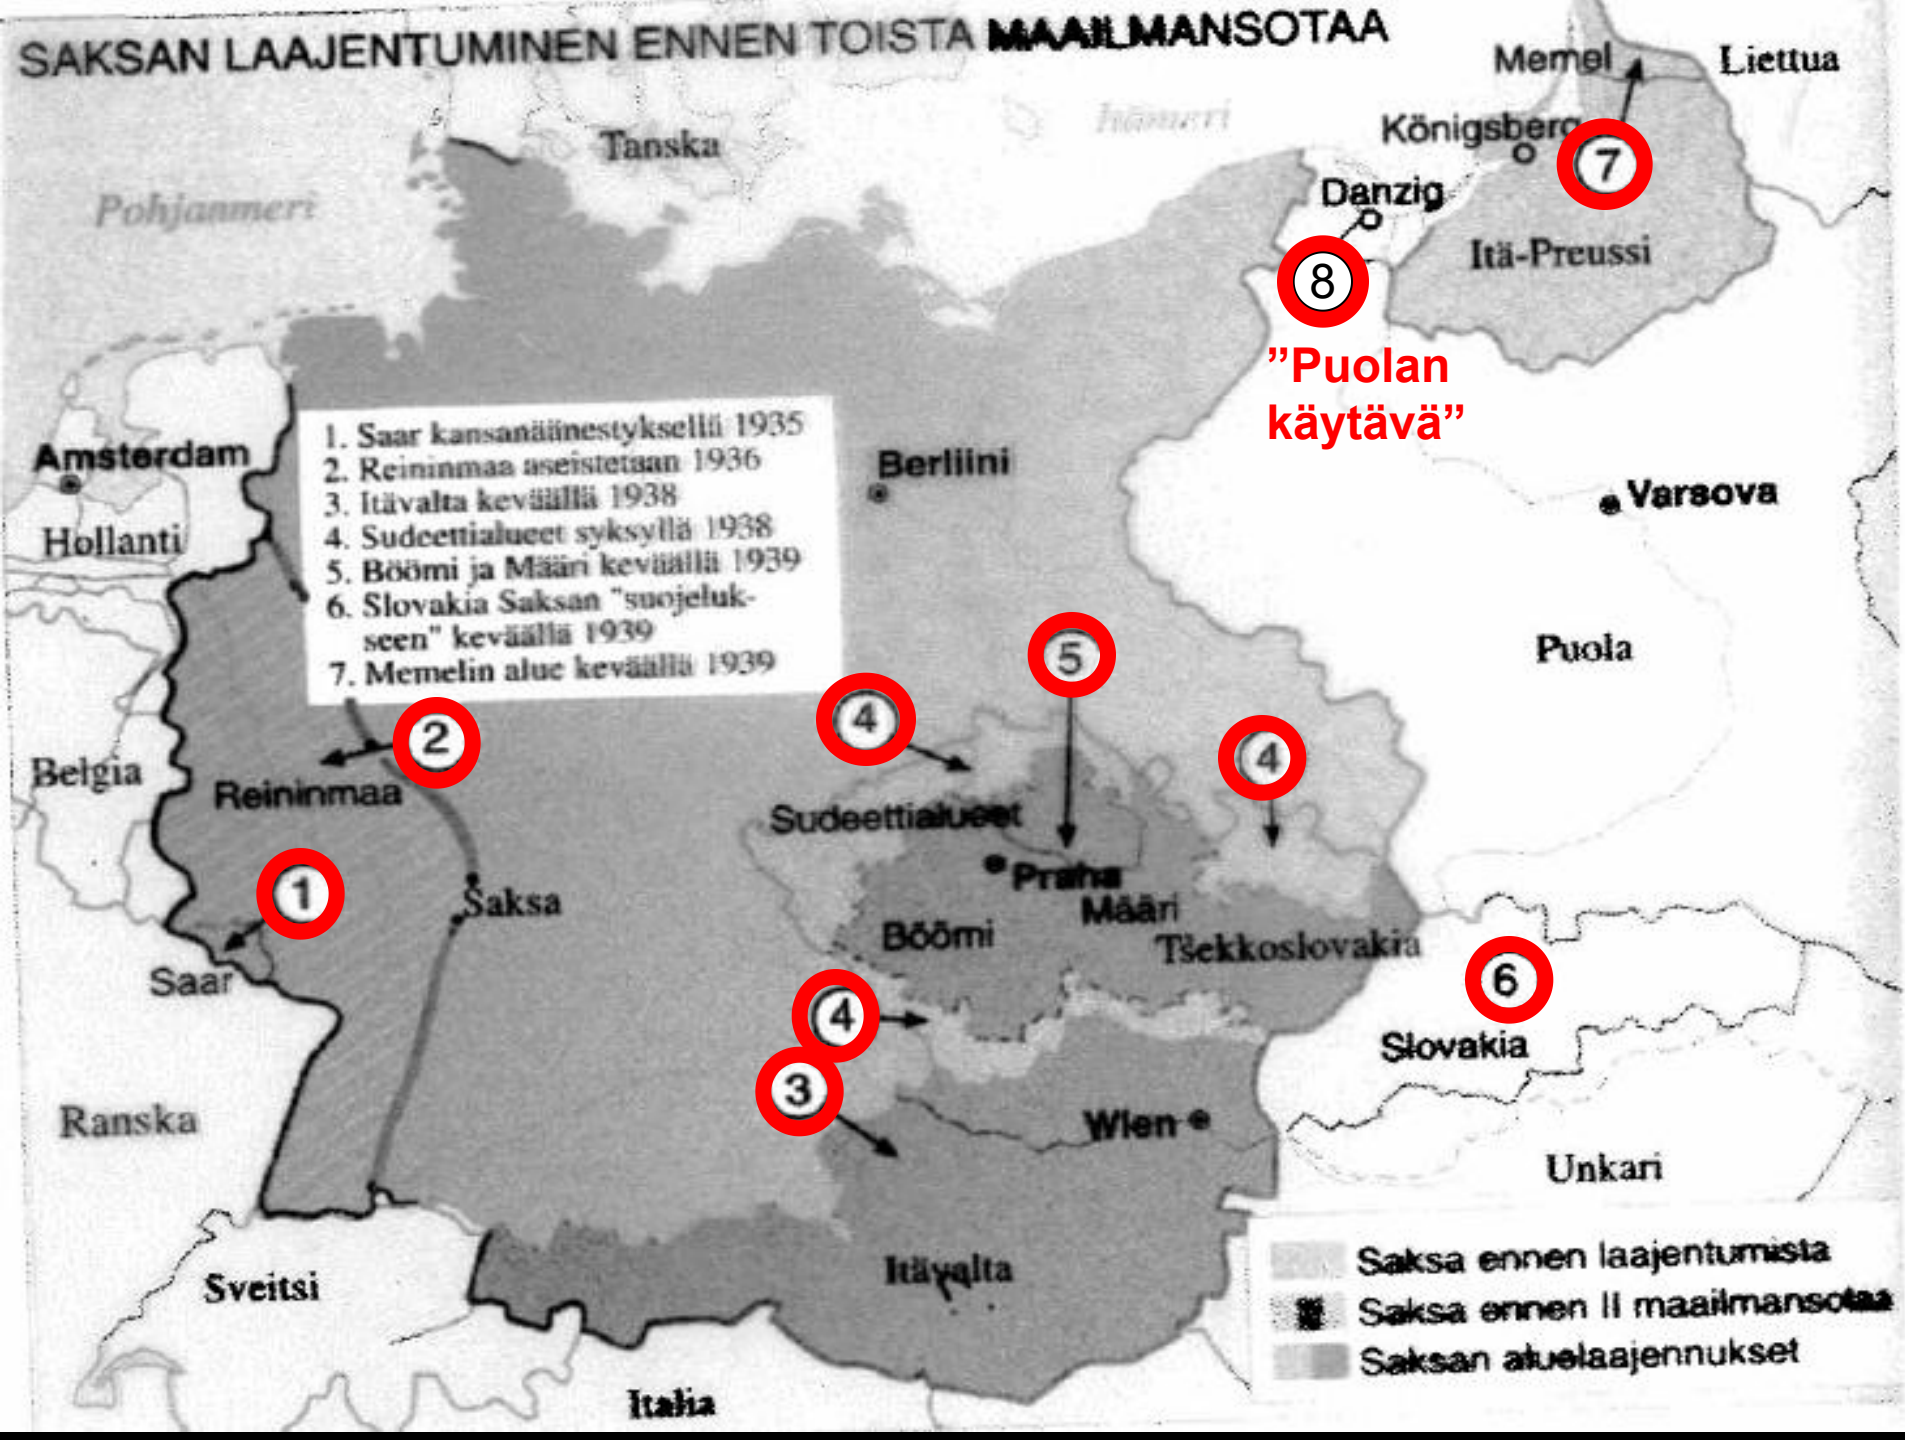 SAKSAN LAAJENTUMINEN ENNEN TOISTA MAAILMANSOTAA
Memel
Liettua
Itämeri
Königsberg
Tanska
7
Pohjanmeri
Danzig
Itä-Preussi
8
”Puolan
käytävä”
1. Saar kansanäänestyksellä 1935
2. Reininmaa aseistetaan 1936
3. Itävalta keväällä 1938
4. Sudeettialueet syksyllä 1938
5. Böömi ja Määri keväällä 1939
6. Slovakia Saksan "suojeluk-
seen" keväällä 1939
7. Memelin alue keväällä 1939
Amsterdam
Berliini
Varsova
Hollanti
Puola
5
4
2
4
Belgia
Reininmaa
Sudeettialueet
Praha
1
Saksa
Määri
Böömi
Tšekkoslovakia
Saar
6
4
Slovakia
3
Ranska
Wien
Unkari
Sveitsi
Itävalta
Italia
Saksa ennen laajentumista
Saksa ennen II maailmansotaa
Saksan aluelaajennukset